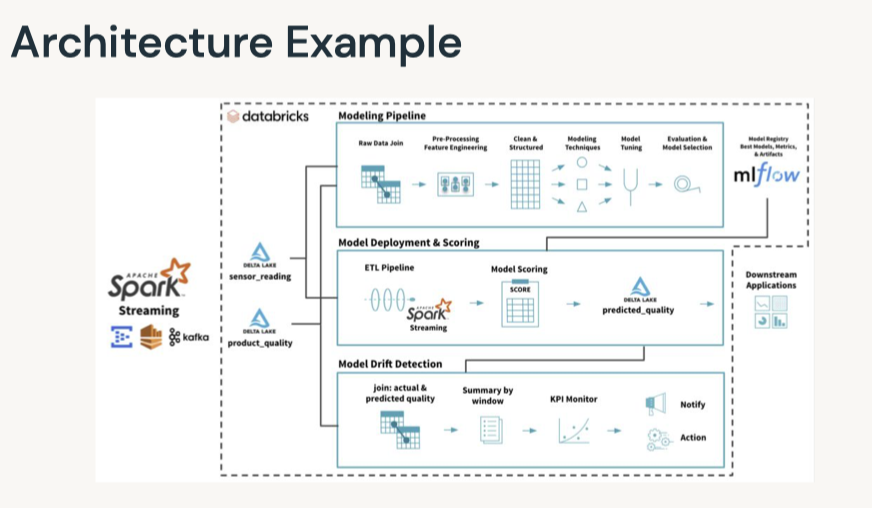 Architecture Example
databricks
Modeling Pipeline
Raw Data Join
Pre-Processing
Feature Engineering
Clean &
Structured
Modeling
Techniques
Model
Tuning
Evaluation &
Model Selection
Model Registry
Best Models, Metrics,
& Artifacts
mlflow
APACHE
Spark
Streaming
kafka
DELTA LAKE
sensor_reading
DELTA LAKE
product_quality
Model Deployment & Scoring
ETL Pipeline
APACHE
Spark
Streaming
Model Scoring
SCORE
DELTA LAKE
predicted_quality
Downstream
Applications
Model Drift Detection
join: actual &
predicted quality
Summary by
window
KPI Monitor
Notify
Action